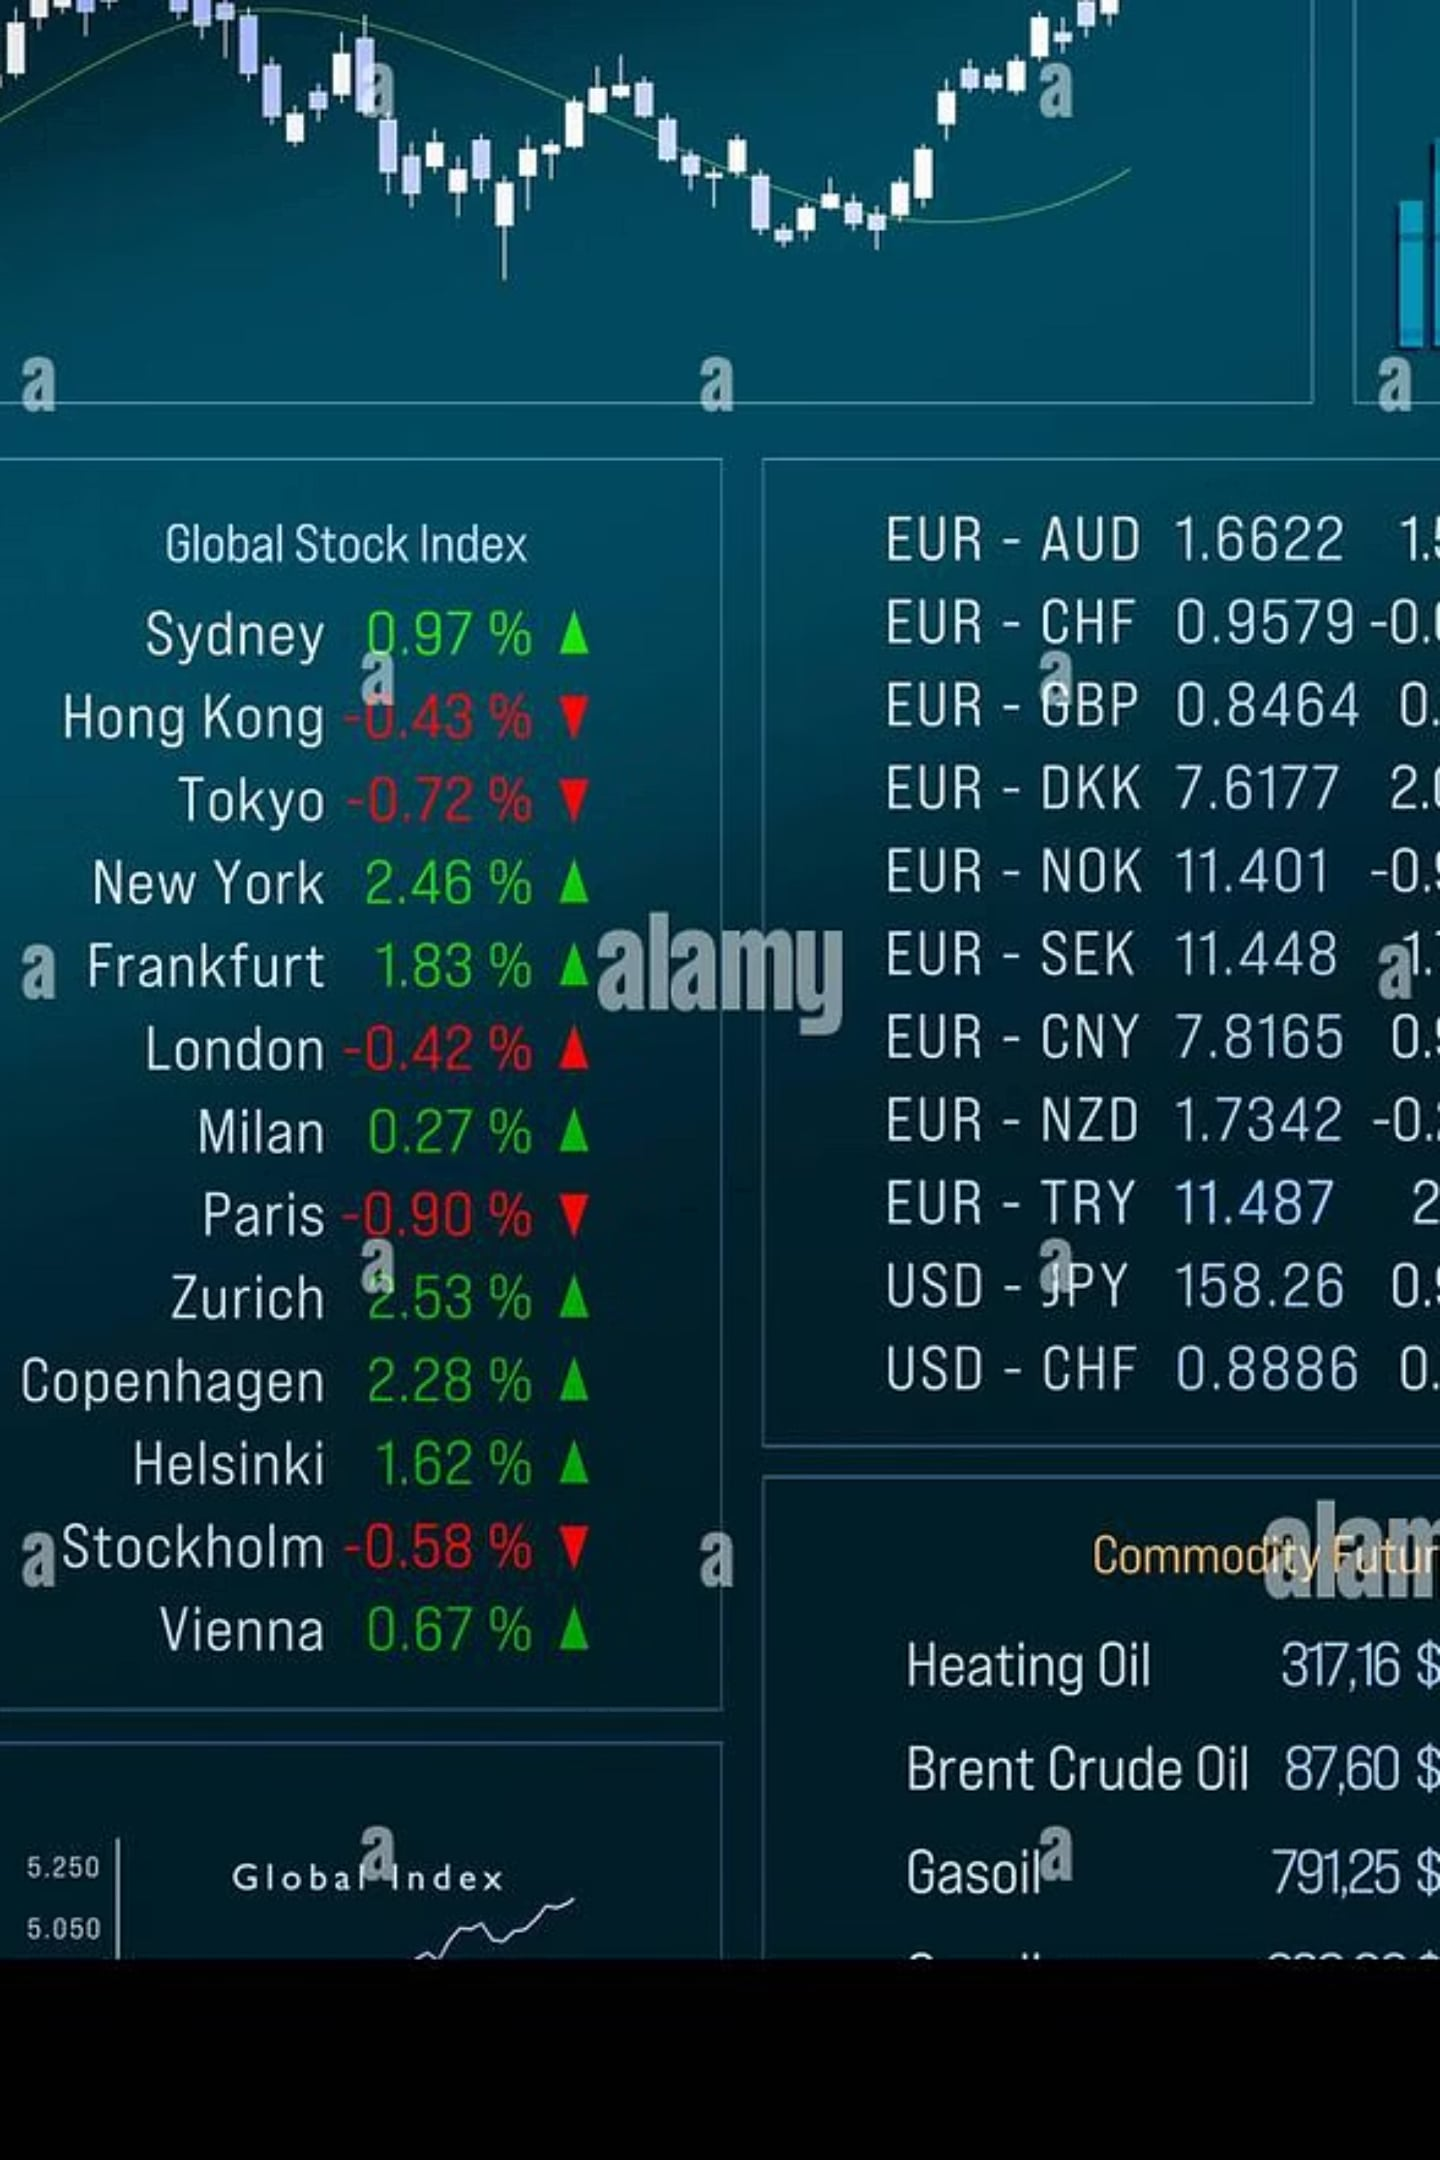 Global Stock Index
Sydney 0.97 % ▲
Hong Kong -0.43 % ▼
Tokyo -0.72 % ▼
New York 2.46 % ▲
Frankfurt 1.83 % ▲
London -0.42 % ▲
Milan 0.27 % ▲
Paris -0.90 % ▼
Zurich 2.53 % ▲
Copenhagen 2.28 % ▲
Helsinki 1.62 % ▲
Stockholm -0.58 % ▼
Vienna 0.67 % ▲
EUR - AUD 1.6622
EUR - CHF 0.9579
EUR - GBP 0.8464
EUR - DKK 7.6177
EUR - NOK 11.401
EUR - SEK 11.448
EUR - CNY 7.8165
EUR - NZD 1.7342
EUR - TRY 11.487
USD - JPY 158.26
USD - CHF 0.8886
Commodity Futur
Heating Oil 317,16 $
Brent Crude Oil 87,60 $
Gasoil 791,25 $
Global Index
5.250
5.050
alamy